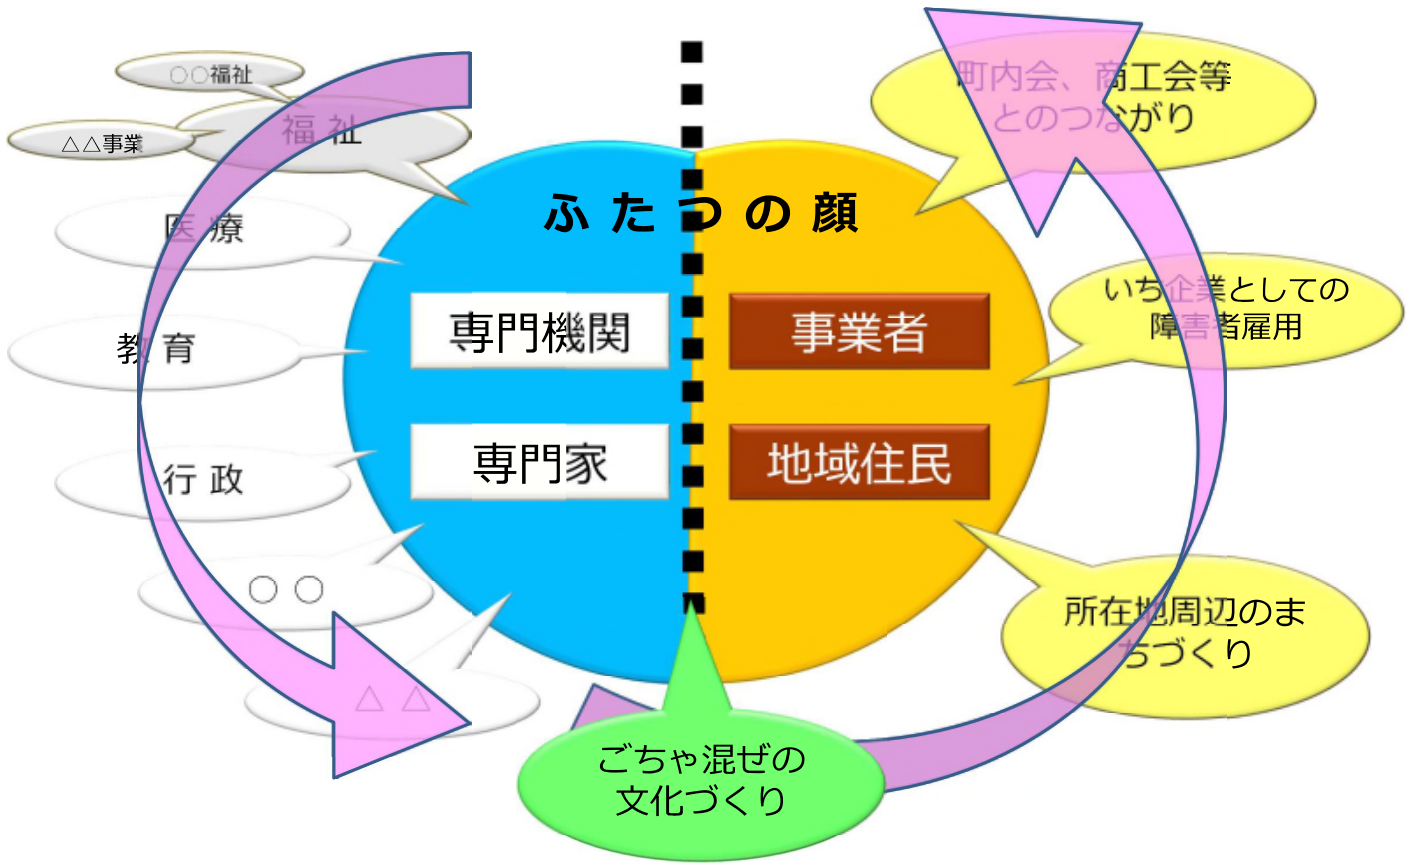 ○○福祉
福 祉
△△事業
医 療
教 育
行 政
○ ○
△ △
ふ た つ の 顔
専門機関
専門家
事業者
地域住民
町内会、商工会等
とのつながり
いち企業としての
障害者雇用
所在地周辺のま
ちづくり
ごちゃ混ぜの
文化づくり